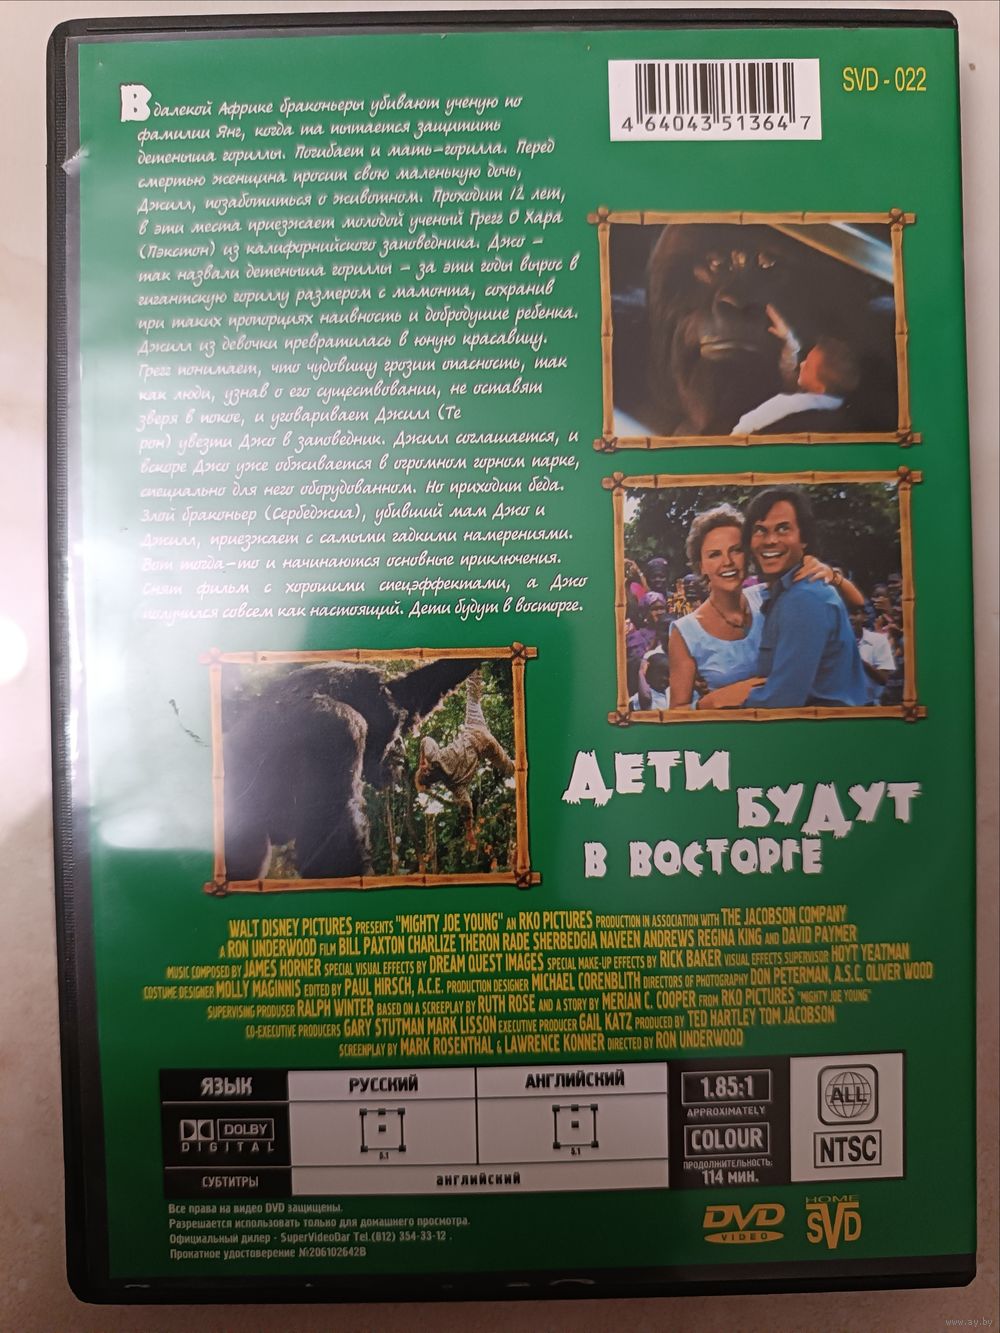 В далекой Африке браконьеры убивают ученую по
фамилии Янг, когда та пытается защитить
детеныша гориллы. Погибает и мать-горилла. Перед
смертью женщина просит свою маленькую дочь,
Джилл, позаботиться о животном. Проходит 12 лет,
в эти места приезжает молодой ученый Грегг О Хара
(Пэкстон) из калифорнийского заповедника. Джо -
так назвали детеныша гориллы - за эти годы вырос в
гигантскую гориллу размером с мамонта, сохранив
при таких пропорциях наивность и добродушие ребенка.
Джилл из девочки превратилась в юную красавицу.
Грегг понимает, что чудовищу грозит опасность, так
как люди, узнав о его существовании, не оставят
зверя в покое, и уговаривает Джилл (Те
рон) увезти Джо в заповедник. Джилл соглашается, и
вскоре Джо уже обживается в огромном горном парке,
специально для него оборудованном. Но приходит беда.
Злой браконьер (Сербеджиа), убивший мам Джо и
Джилл, приезжает с самыми гадкими намерениями.
Вот тогда-то и начинаются основные приключения.
Снят фильм с хорошими спецэффектами, а Джо
получился совсем как настоящий. Дети будут в восторге.
4 64043 51364 7
SVD - 022
ДЕТИ
БУДУТ
В ВОСТОРГЕ
WALT DISNEY PICTURES PRESENTS "MIGHTY JOE YOUNG" AN RKO PICTURES PRODUCTION IN ASSOCIATION WITH THE JACOBSON COMPANY
A RON UNDERWOOD FILM BILL PAXTON CHARLIZE THERON RADE SHERBEDGIA NAVEEN ANDREWS REGINA KING AND DAVID PAYMER
MUSIC COMPOSED BY JAMES HORNER SPECIAL VISUAL EFFECTS BY DREAM QUEST IMAGES SPECIAL MAKE-UP EFFECTS BY RICK BAKER VISUAL EFFECTS SUPERVISOR HOYT YEATMAN
COSTUME DESIGNER MOLLY MAGINNIS EDITED BY PAUL HIRSCH, A.C.E. PRODUCTION DESIGNER MICHAEL CORENBLITH DIRECTORS OF PHOTOGRAPHY DON PETERMAN, A.S.C. OLIVER WOOD
SUPERVISING PRODUSER RALPH WINTER BASED ON A SCREEPLAY BY RUTH ROSE AND A STORY BY MERIAN C. COOPER FROM RKO PICTURES "MIGHTY JOE YOUNG"
CO-EXECUTIVE PRODUCERS GARY STUTMAN MARK LISSON EXECUTIVE PRODUCER GAIL KATZ PRODUCED BY TED HARTLEY TOM JACOBSON
SCREENPLAY BY MARK ROSENTHAL & LAWRENCE KONNER DIRECTED BY RON UNDERWOOD
ЯЗЫК РУССКИЙ АНГЛИЙСКИЙ
DOLBY
DIGITAL
5.1
5.1
СУБТИТРЫ английский
1.85:1
APPROXIMATELY
COLOUR
ПРОДОЛЖИТЕЛЬНОСТЬ:
114 МИН.
ALL
NTSC
Все права на видео DVD защищены.
Разрешается использовать только для домашнего просмотра.
Официальный дилер - SuperVideoDar Tel.(812) 354-33-12 .
Прокатное удостоверение №206102642В
DVD
VIDEO
HOME
SVD
www.ay.by